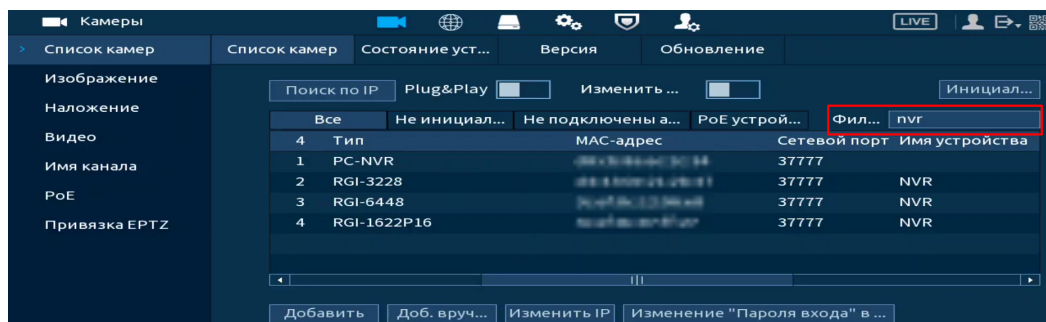 Камеры LIVE
Список камер Список камер Состояние уст... Версия Обновление
Изображение
Поиск по IP Plug&Play Изменить ... Инициал...
Наложение
Все Не инициал... Не подключены а... PoE устрой... Фил... nvr
Видео
4 Тип MAC-адрес Сетевой порт Имя устройства
Имя канала
1 PC-NVR 37777
2 RGI-3228 37777 NVR
PoE
3 RGI-6448 37777 NVR
Привязка EPTZ
4 RGI-1622P16 37777 NVR
Добавить Доб. вруч... Изменить IP Изменение "Пароля входа" в ...